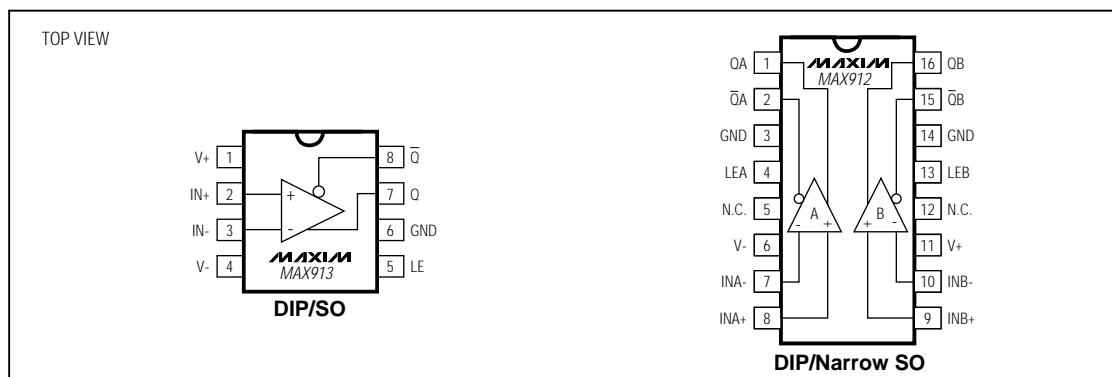 TOP VIEW
V+ 1
IN+ 2
IN- 3
V- 4
8 Q̅
7 Q
6 GND
5 LE
+
-
MAXIM
MAX913
DIP/SO
QA 1
Q̅A 2
GND 3
LEA 4
N.C. 5
V- 6
INA- 7
INA+ 8
16 QB
15 Q̅B
14 GND
13 LEB
12 N.C.
11 V+
10 INB-
9 INB+
MAXIM
MAX912
A
- +
B
+ -
DIP/Narrow SO